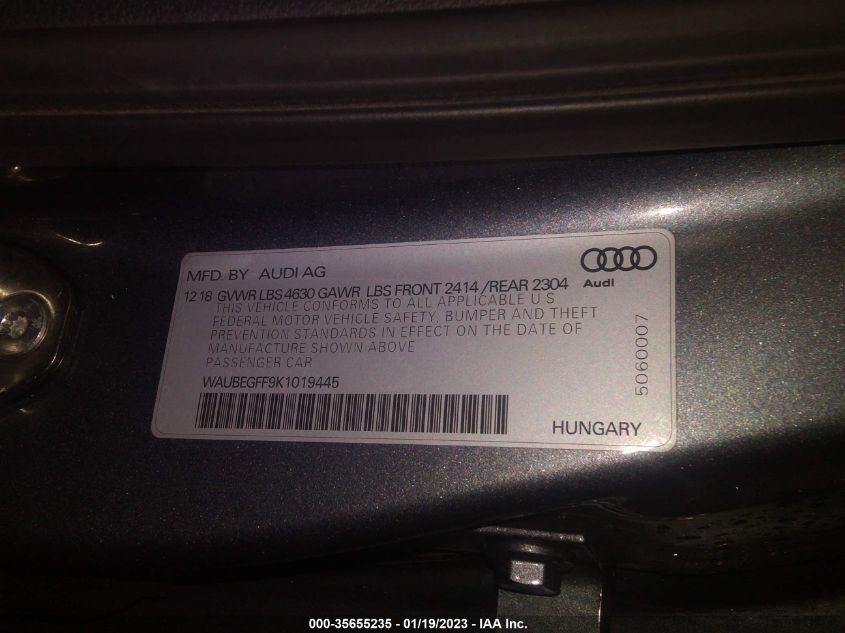 MFD. BY AUDI AG
Audi
12 18 GVWR LBS 4630 GAWR LBS FRONT 2414 /REAR 2304
THIS VEHICLE CONFORMS TO ALL APPLICABLE U S
FEDERAL MOTOR VEHICLE SAFETY, BUMPER AND THEFT
PREVENTION STANDARDS IN EFFECT ON THE DATE OF
MANUFACTURE SHOWN ABOVE
PASSENGER CAR
WAUBEGFF9K1019445
HUNGARY
5060007
000-35655235 - 01/19/2023 - IAA Inc.